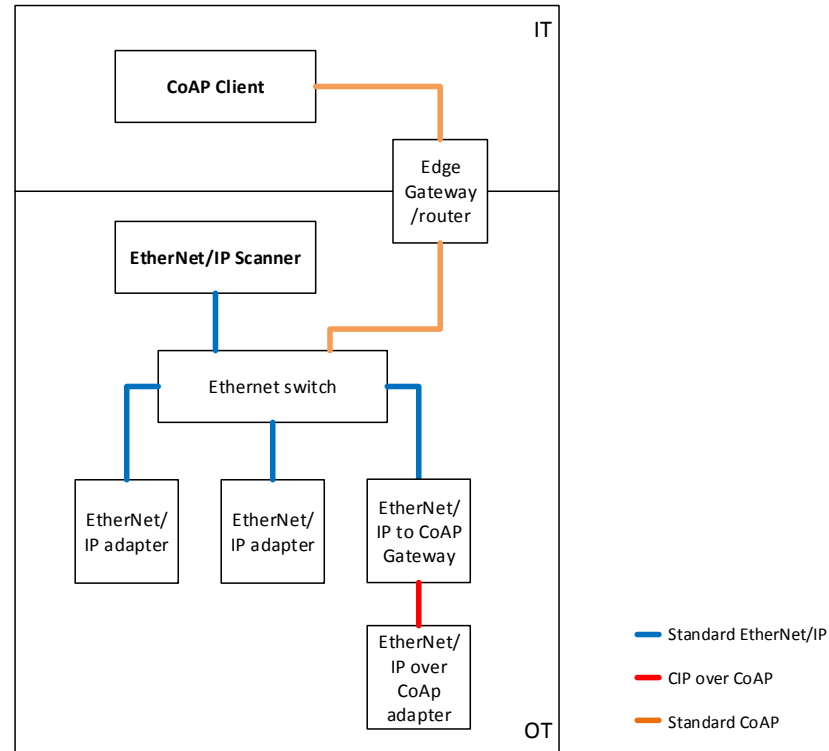 IT
CoAP Client
Edge
Gateway
/router
EtherNet/IP Scanner
Ethernet switch
EtherNet/
IP adapter
EtherNet/
IP adapter
EtherNet/
IP to CoAP
Gateway
EtherNet/
IP over
CoAp
adapter
OT
Standard EtherNet/IP
CIP over CoAP
Standard CoAP